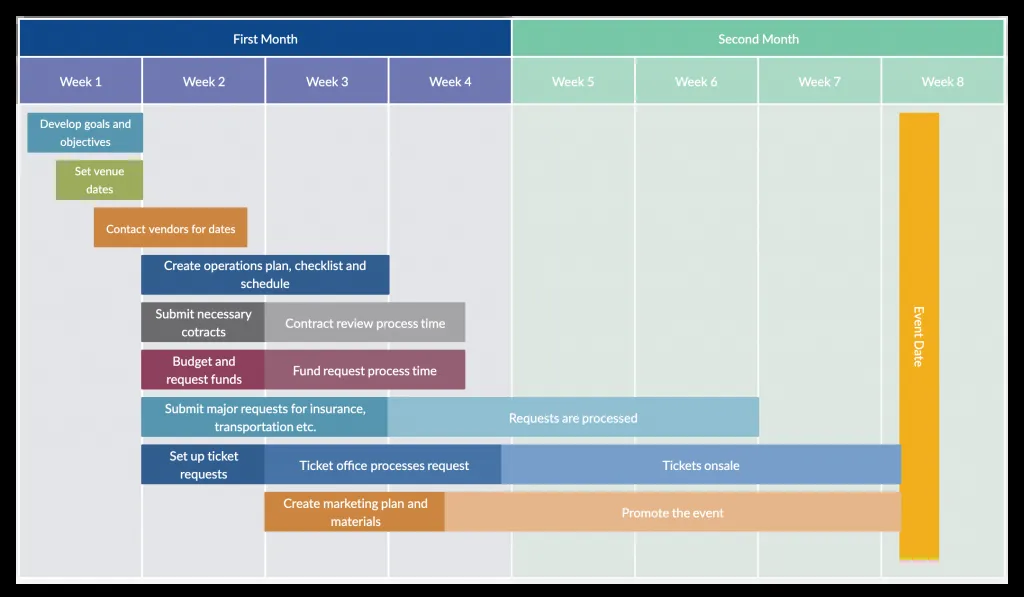 First Month
Second Month
Week 1
Week 2
Week 3
Week 4
Week 5
Week 6
Week 7
Week 8
Develop goals and
objectives
Set venue
dates
Contact vendors for dates
Create operations plan, checklist and
schedule
Submit necessary
cotracts
Contract review process time
Budget and
request funds
Fund request process time
Submit major requests for insurance,
transportation etc.
Requests are processed
Set up ticket
requests
Ticket office processes request
Tickets onsale
Create marketing plan and
materials
Promote the event
Event Date